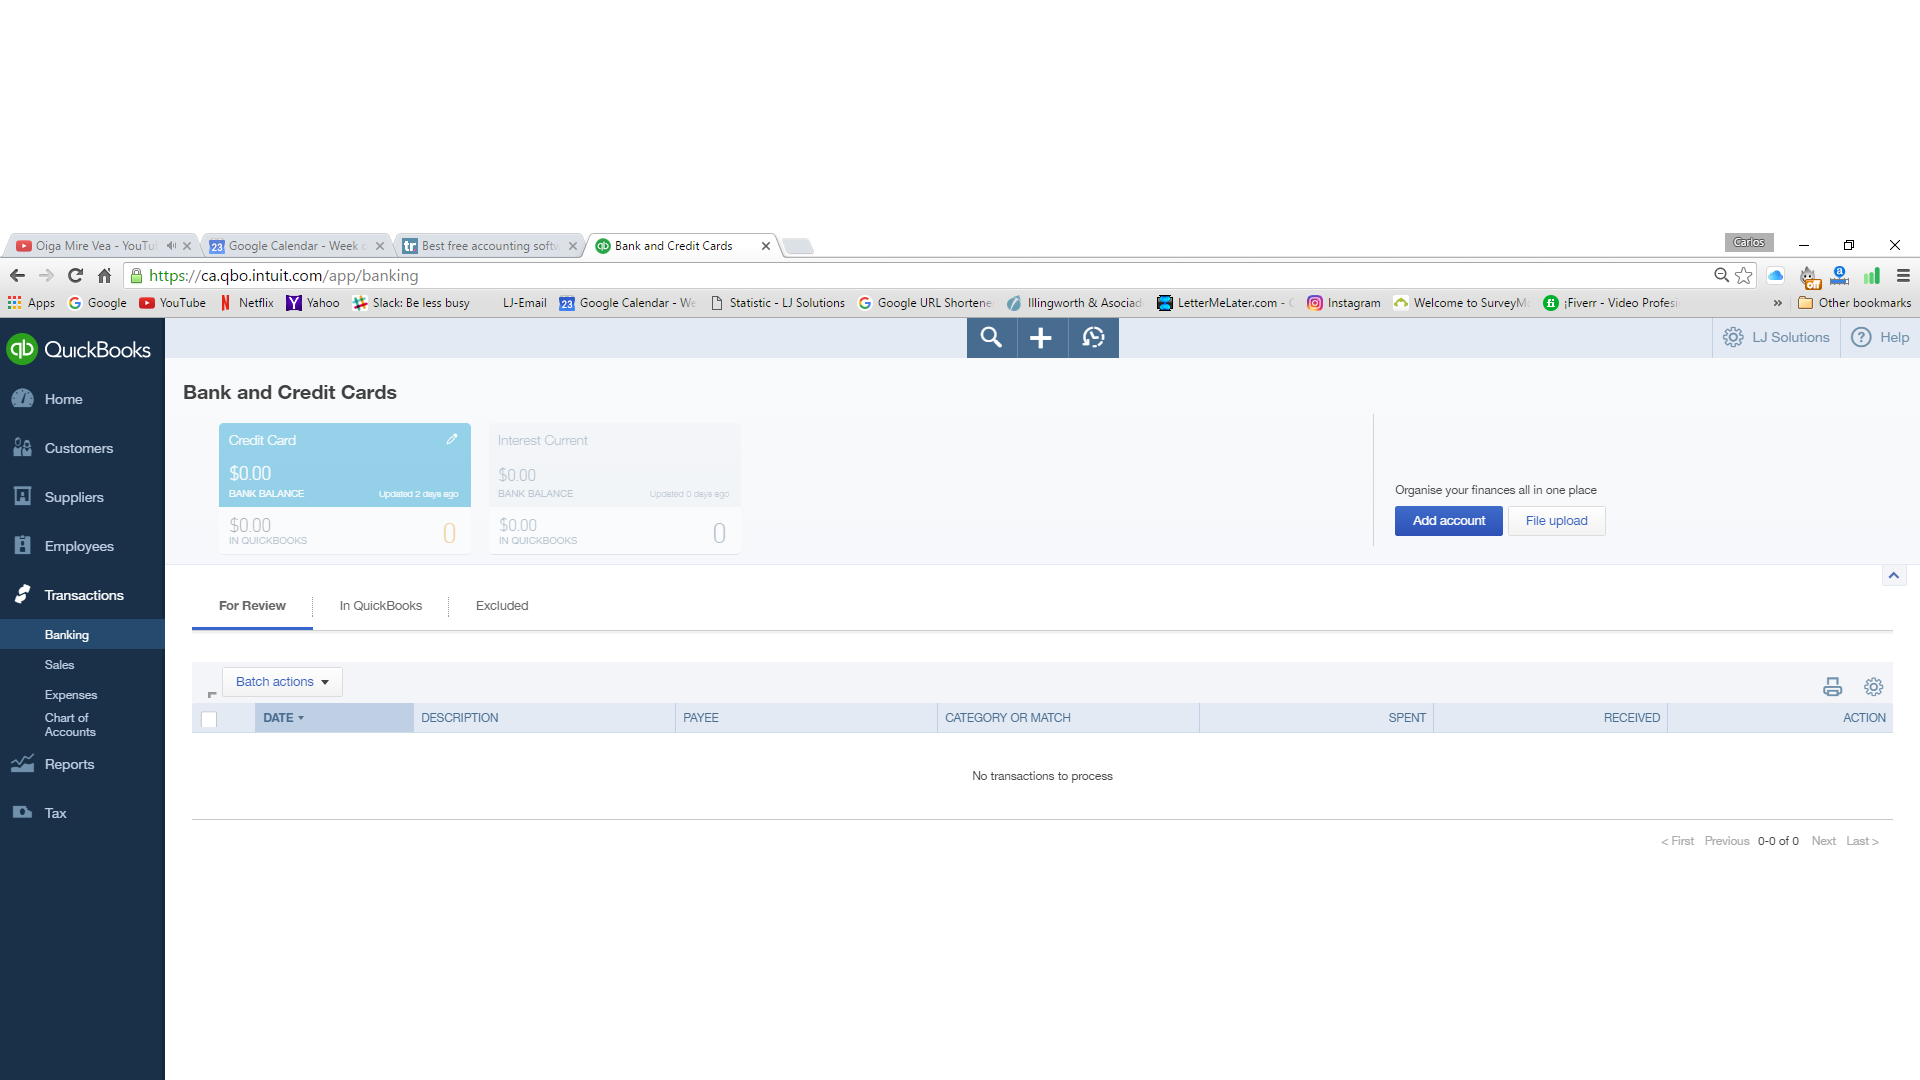 Oiga Mire Vea - YouTu
Google Calendar - Week
Best free accounting softw
Bank and Credit Cards
Carlos
https://ca.qbo.intuit.com/app/banking
Apps
Google
YouTube
Netflix
Yahoo
Slack: Be less busy
LJ-Email
Google Calendar - We
Statistic - LJ Solutions
Google URL Shortene
Illingworth & Asociad
LetterMeLater.com -
Instagram
Welcome to SurveyM
¡Fiverr - Video Profesi
»
Other bookmarks
QuickBooks
LJ Solutions
Help
Home
Customers
Suppliers
Employees
Transactions
Banking
Sales
Expenses
Chart of
Accounts
Reports
Tax
Bank and Credit Cards
Credit Card
$0.00
BANK BALANCE
Updated 2 days ago
$0.00
IN QUICKBOOKS
0
Interest Current
$0.00
BANK BALANCE
Updated 0 days ago
$0.00
IN QUICKBOOKS
0
Organise your finances all in one place
Add account
File upload
For Review
In QuickBooks
Excluded
Batch actions
DATE
DESCRIPTION
PAYEE
CATEGORY OR MATCH
SPENT
RECEIVED
ACTION
No transactions to process
< First Previous 0-0 of 0 Next Last >